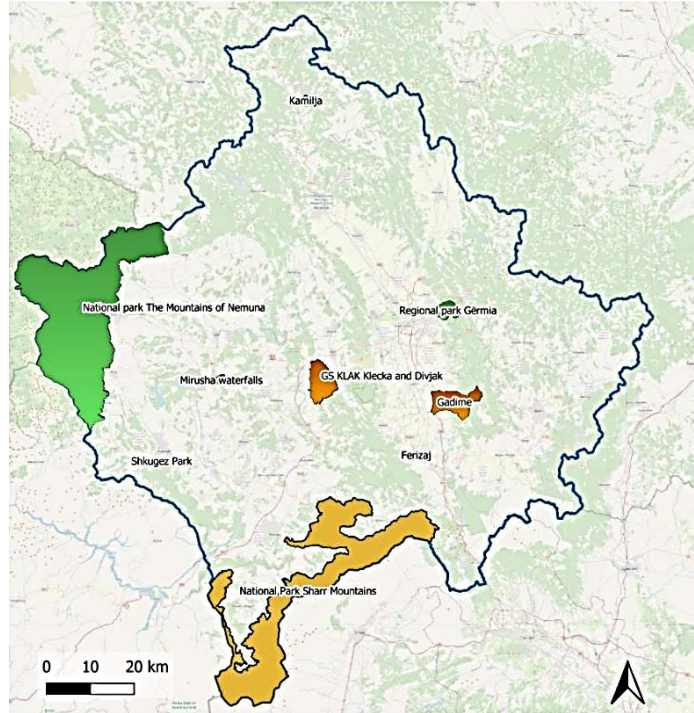 Kamilja
National park The Mountains of Nemuna
Regional park Gërmia
Mirusha waterfalls
GS KLAK Klecka and Divjak
Gadime
Shkugez Park
Ferizaj
National Park Sharr Mountains
0 10 20 km